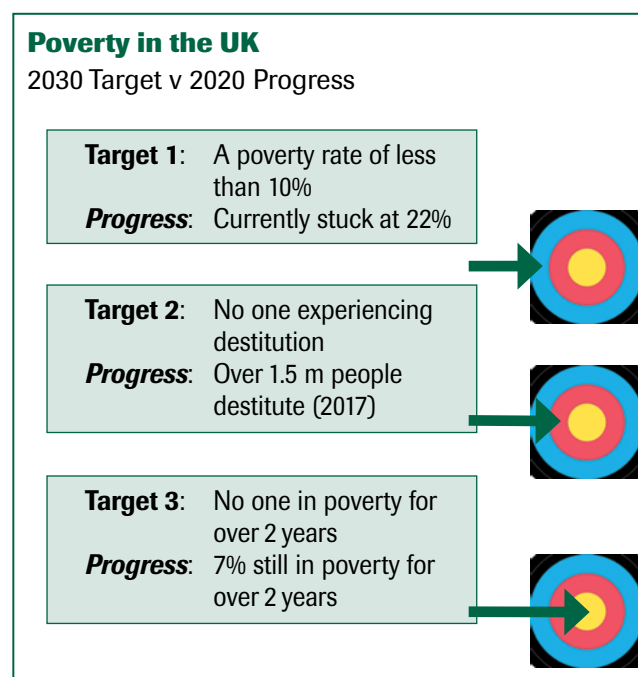 Poverty in the UK
2030 Target v 2020 Progress
Target 1: A poverty rate of less
than 10%
Progress: Currently stuck at 22%
Target 2: No one experiencing
destitution
Progress: Over 1.5 m people
destitute (2017)
Target 3: No one in poverty for
over 2 years
Progress: 7% still in poverty for
over 2 years